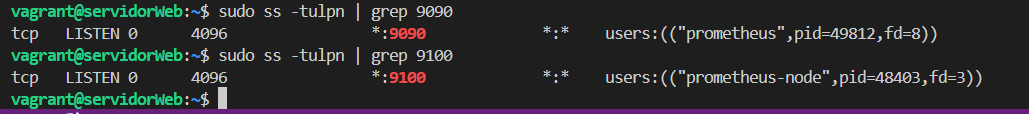 vagrant@servidorWeb:~$ sudo ss -tulpn | grep 9090
tcp   LISTEN 0      4096                *:9090             *:*    users:(("prometheus",pid=49812,fd=8))
vagrant@servidorWeb:~$ sudo ss -tulpn | grep 9100
tcp   LISTEN 0      4096                *:9100             *:*    users:(("prometheus-node",pid=48403,fd=3))
vagrant@servidorWeb:~$